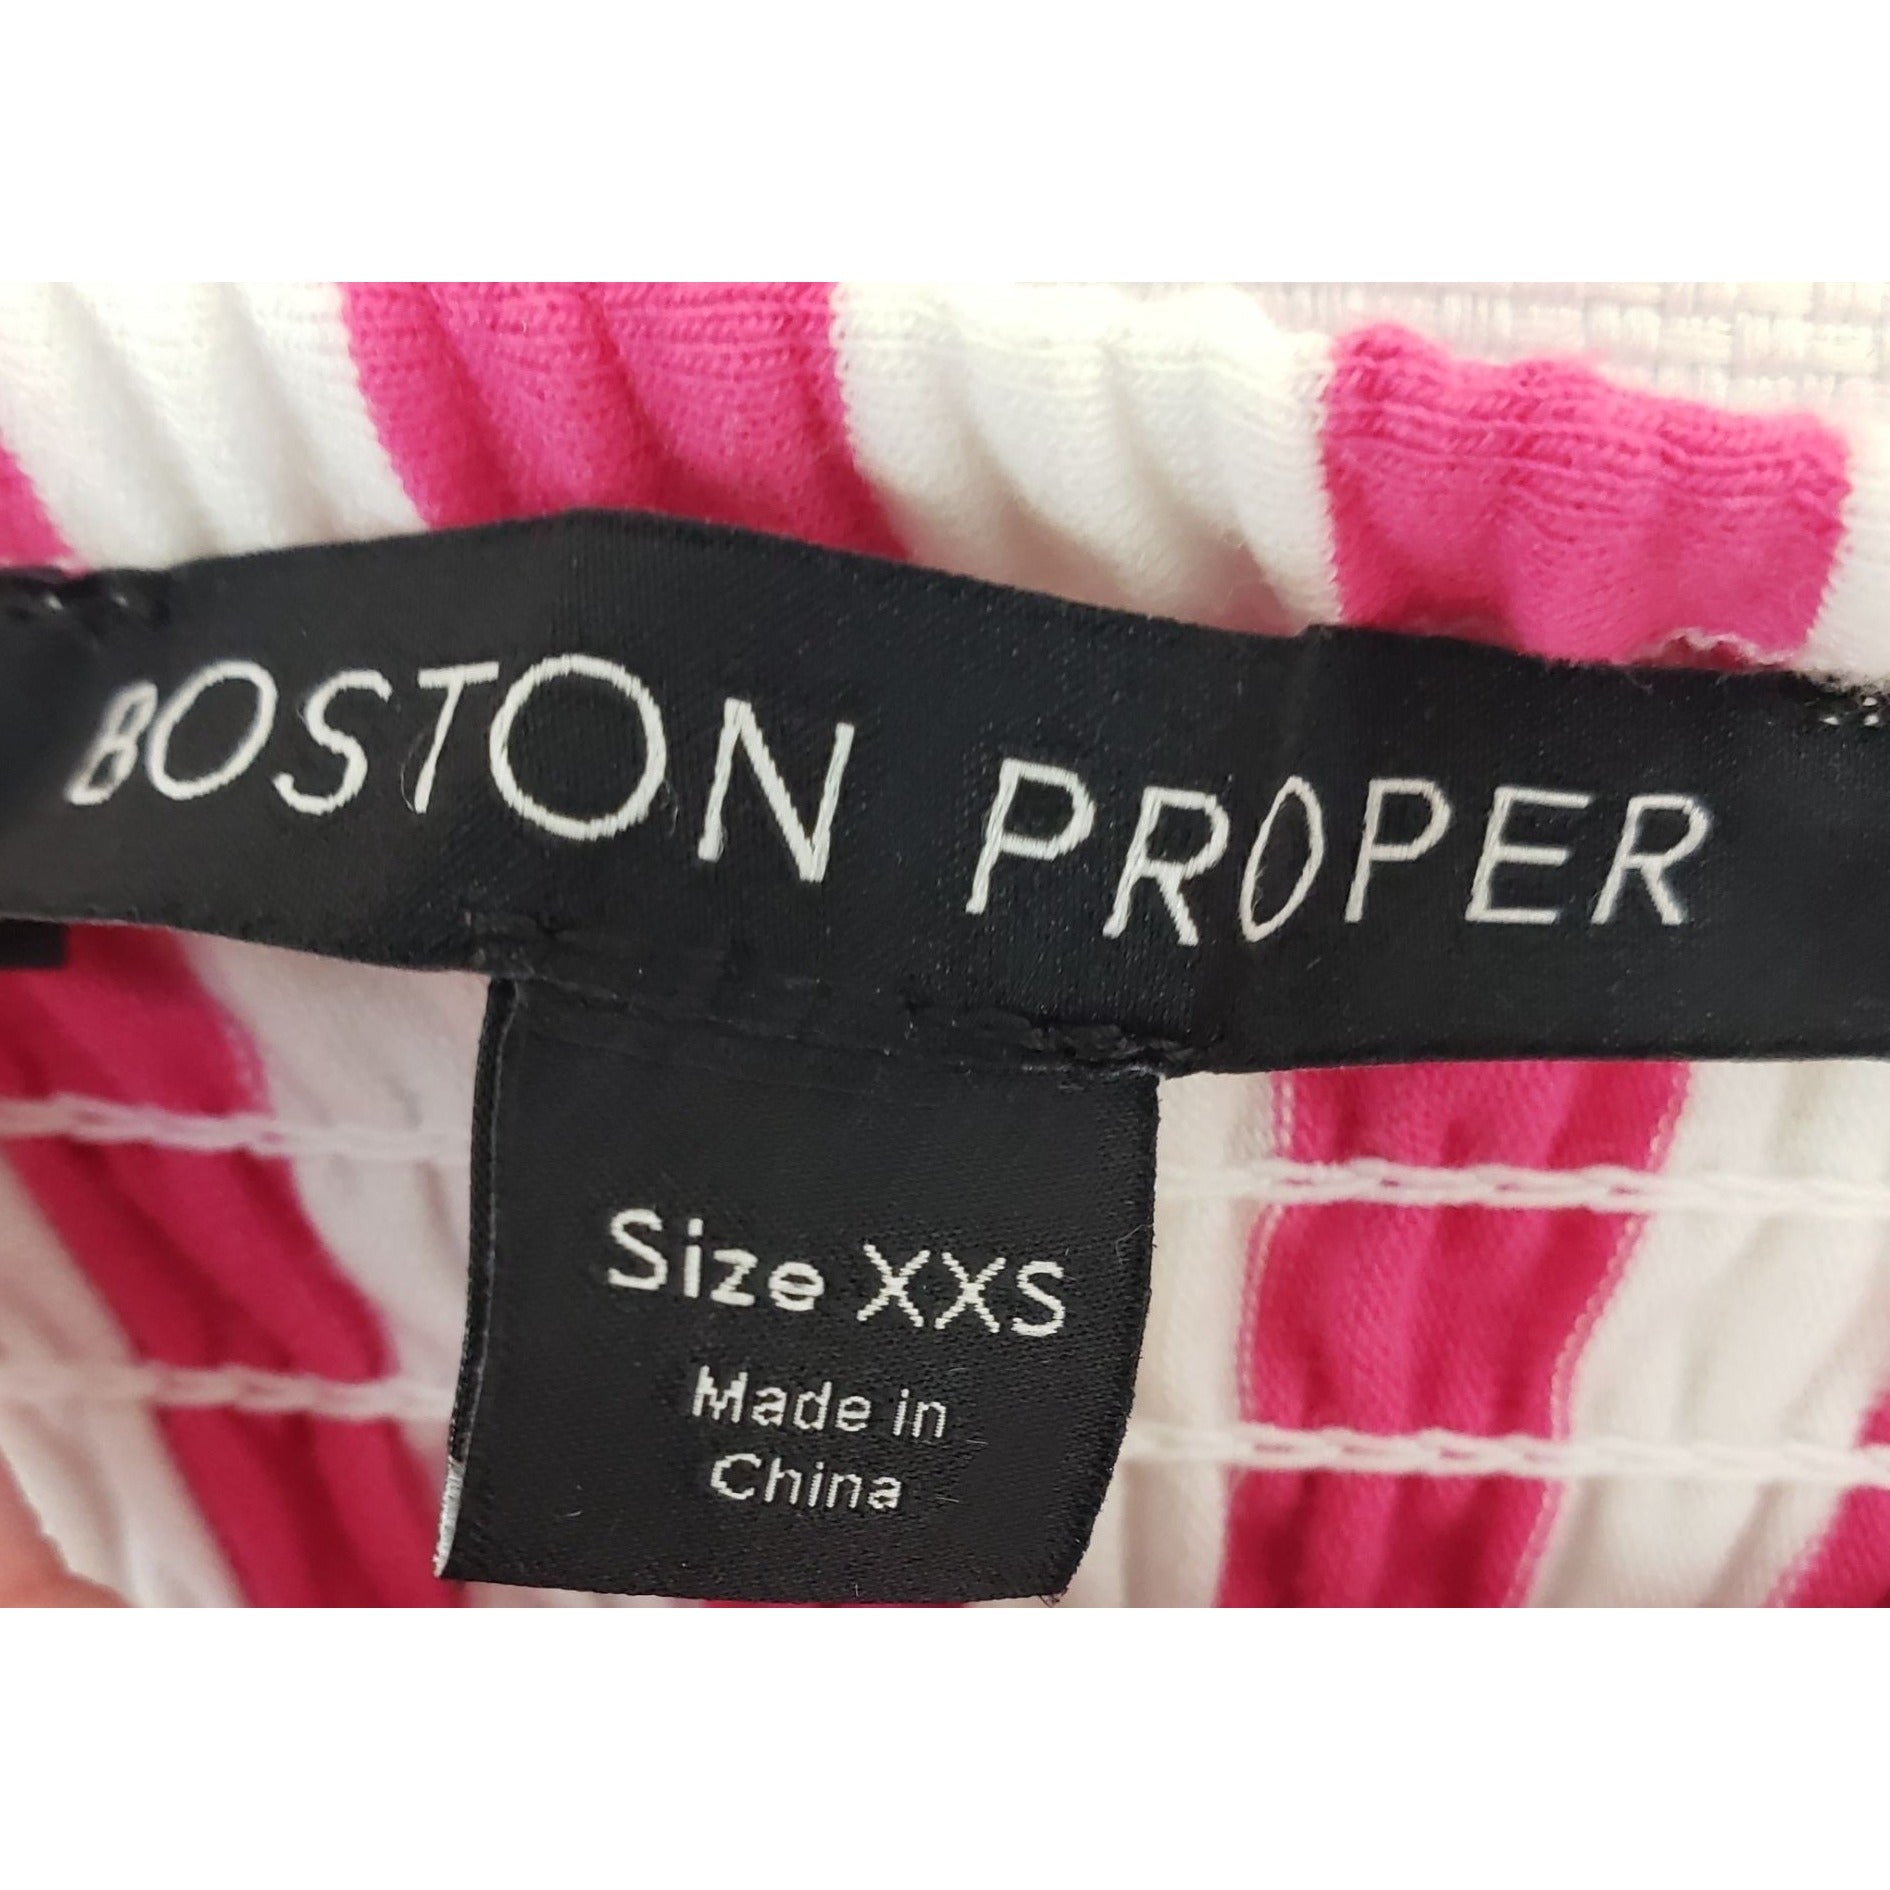 BOSTON PROPER
Size XXS
Made in
China